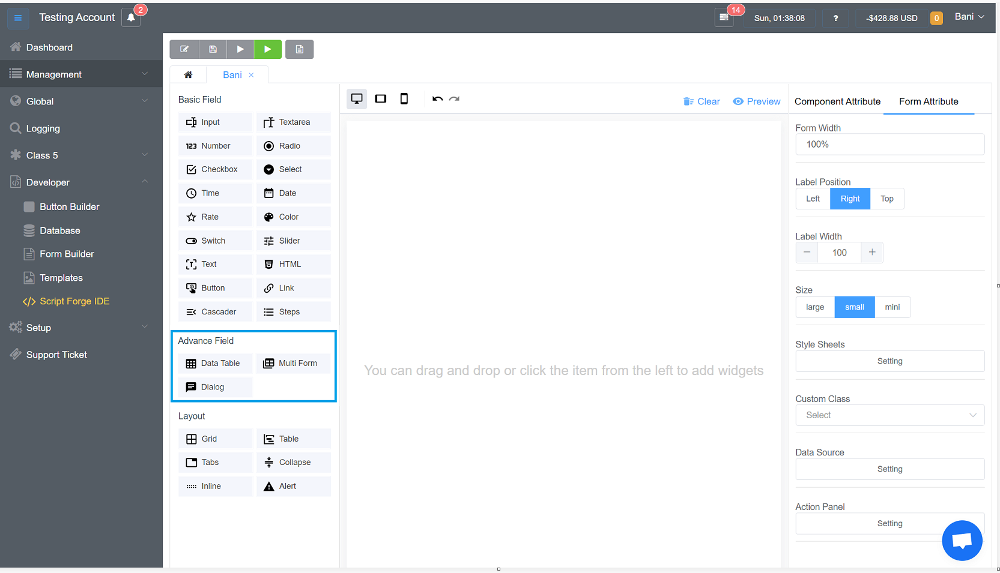 Testing Account
2
14
Sun, 01:38:08
?
-$428.88 USD
0
Bani
Dashboard
Management
Global
Logging
Class 5
Developer
Button Builder
Database
Form Builder
Templates
</> Script Forge IDE
Setup
Support Ticket
Bani ×
Basic Field
Input
Textarea
123 Number
Radio
Checkbox
Select
Time
Date
Rate
Color
Switch
Slider
Text
HTML
Button
Link
Cascader
Steps
Advance Field
Data Table
Multi Form
Dialog
Layout
Grid
Table
Tabs
Collapse
Inline
Alert
Clear
Preview
You can drag and drop or click the item from the left to add widgets
Component Attribute
Form Attribute
Form Width
100%
Label Position
Left
Right
Top
Label Width
− 100 +
Size
large
small
mini
Style Sheets
Setting
Custom Class
Select
Data Source
Setting
Action Panel
Setting